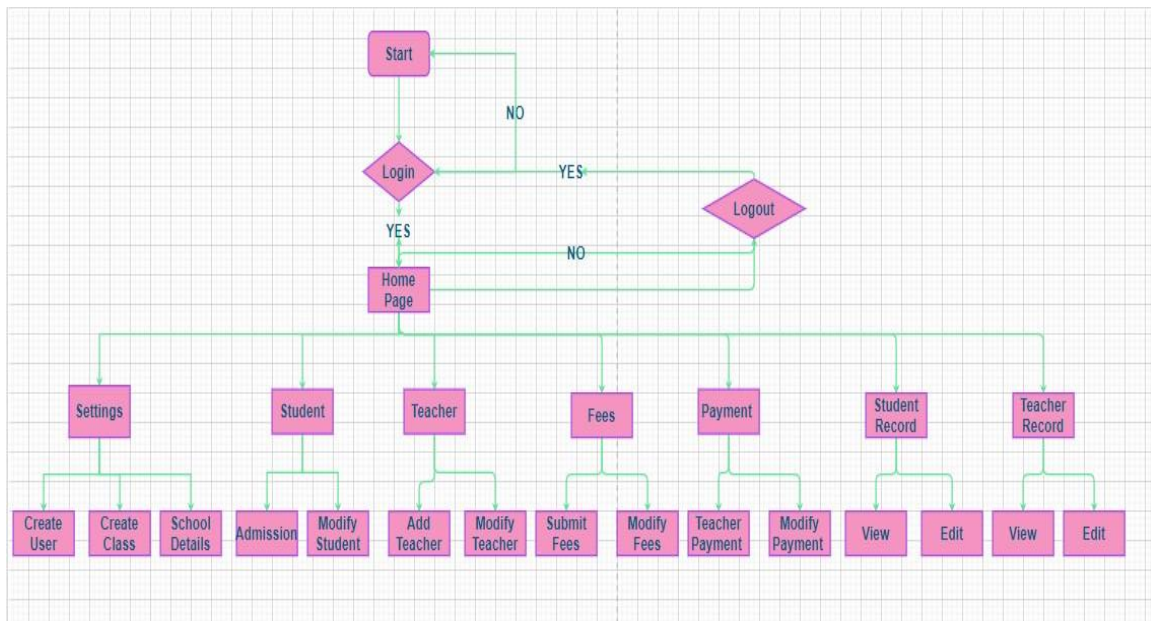 Start
NO
Login
YES
Logout
YES
NO
Home
Page
Settings
Student
Teacher
Fees
Payment
Student
Record
Teacher
Record
Create
User
Create
Class
School
Details
Admission
Modify
Student
Add
Teacher
Modify
Teacher
Submit
Fees
Modify
Fees
Teacher
Payment
Modify
Payment
View
Edit
View
Edit